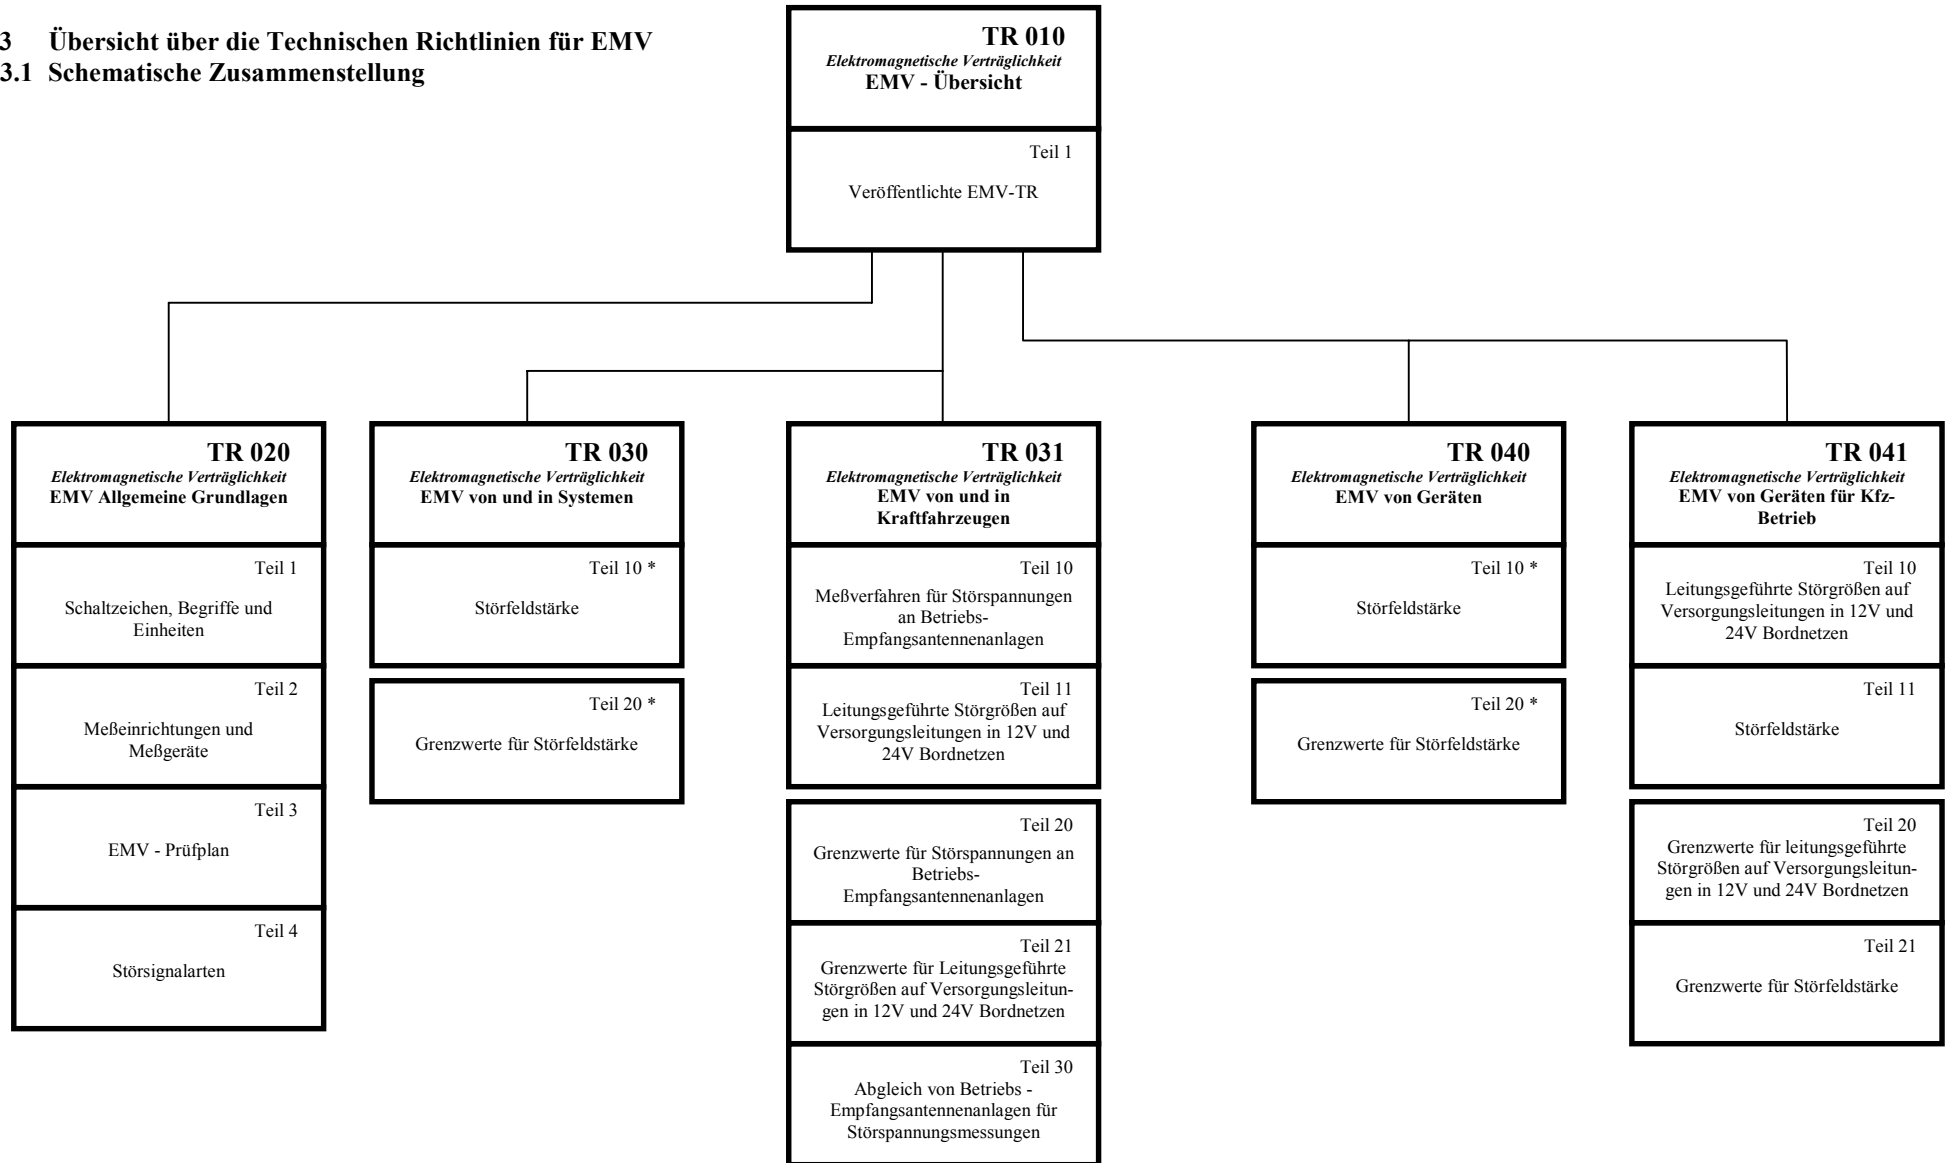 3 Übersicht über die Technischen Richtlinien für EMV
3.1 Schematische Zusammenstellung
TR 010
Elektromagnetische Verträglichkeit
EMV - Übersicht
Teil 1
Veröffentlichte EMV-TR
TR 020
Elektromagnetische Verträglichkeit
EMV Allgemeine Grundlagen
Teil 1
Schaltzeichen, Begriffe und
Einheiten
Teil 2
Meßeinrichtungen und
Meßgeräte
Teil 3
EMV - Prüfplan
Teil 4
Störsignalarten
TR 030
Elektromagnetische Verträglichkeit
EMV von und in Systemen
Teil 10 *
Störfeldstärke
Teil 20 *
Grenzwerte für Störfeldstärke
TR 031
Elektromagnetische Verträglichkeit
EMV von und in
Kraftfahrzeugen
Teil 10
Meßverfahren für Störspannungen
an Betriebs-
Empfangsantennenanlagen
Teil 11
Leitungsgeführte Störgrößen auf
Versorgungsleitungen in 12V und
24V Bordnetzen
Teil 20
Grenzwerte für Störspannungen an
Betriebs-
Empfangsantennenanlagen
Teil 21
Grenzwerte für Leitungsgeführte
Störgrößen auf Versorgungsleitun-
gen in 12V und 24V Bordnetzen
Teil 30
Abgleich von Betriebs -
Empfangsantennenanlagen für
Störspannungsmessungen
TR 040
Elektromagnetische Verträglichkeit
EMV von Geräten
Teil 10 *
Störfeldstärke
Teil 20 *
Grenzwerte für Störfeldstärke
TR 041
Elektromagnetische Verträglichkeit
EMV von Geräten für Kfz-
Betrieb
Teil 10
Leitungsgeführte Störgrößen auf
Versorgungsleitungen in 12V und
24V Bordnetzen
Teil 11
Störfeldstärke
Teil 20
Grenzwerte für leitungsgeführte
Störgrößen auf Versorgungsleitun-
gen in 12V und 24V Bordnetzen
Teil 21
Grenzwerte für Störfeldstärke